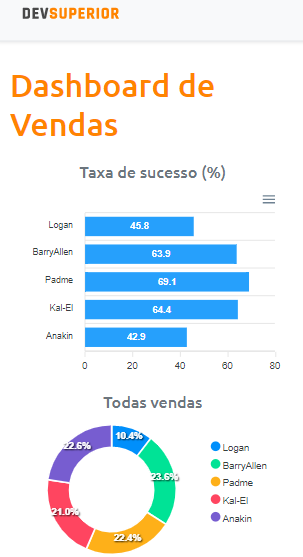 DEVSUPERIOR
Dashboard de
Vendas
Taxa de sucesso (%)
Logan 45.8
BarryAllen 63.9
Padme 69.1
Kal-El 64.4
Anakin 42.9
0 20 40 60 80
Todas vendas
10.4%
23.6%
22.4%
21.0%
22.6%
Logan
BarryAllen
Padme
Kal-El
Anakin